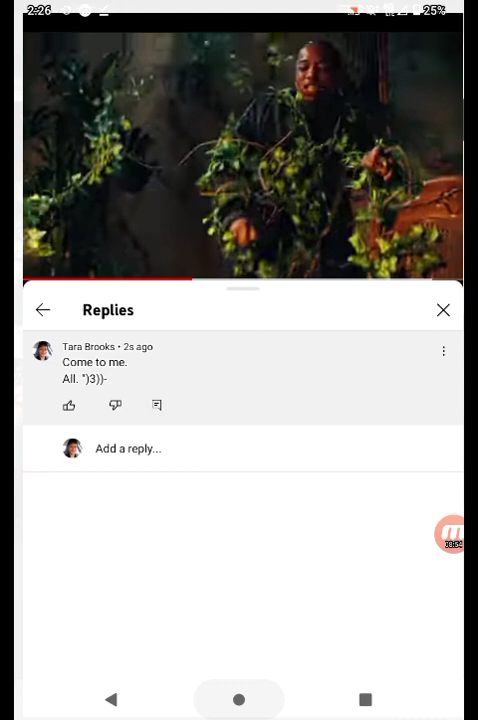 2:26
25%
Replies
Tara Brooks • 2s ago
Come to me.
All. ")3))-
Add a reply...